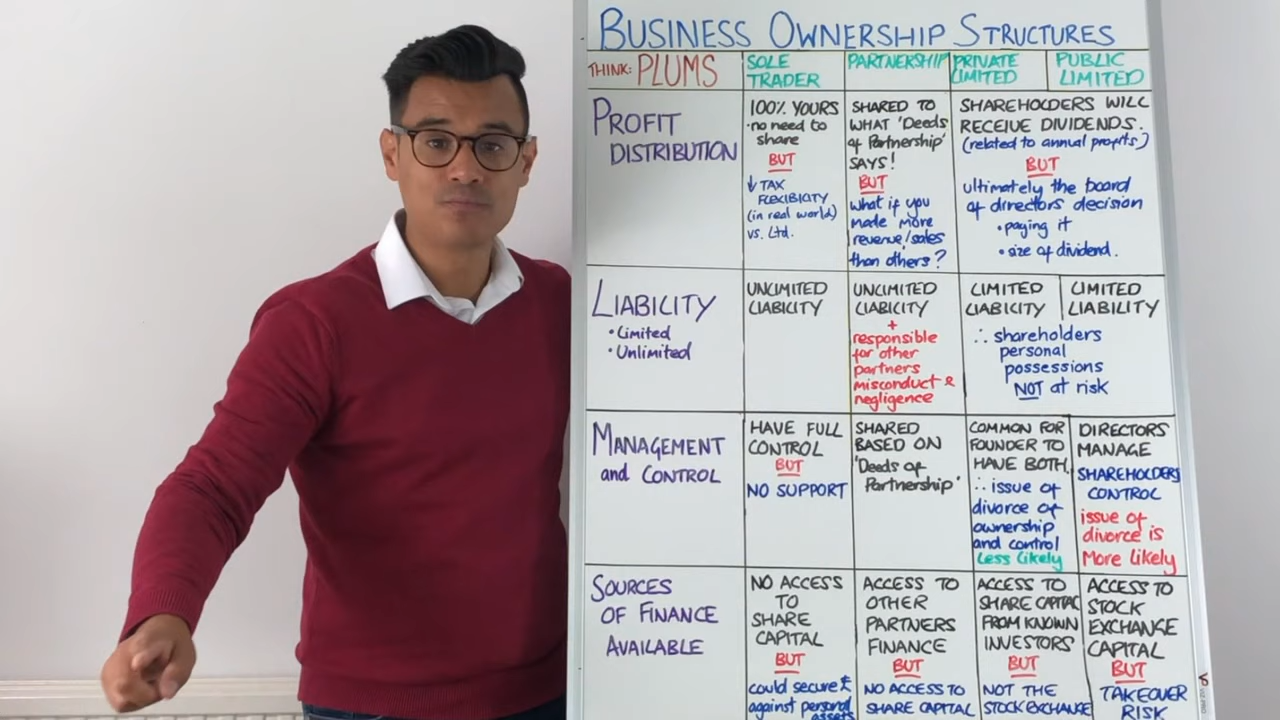 BUSINESS OWNERSHIP STRUCTURES
THINK: PLUMS
SOLE
TRADER
PARTNERSHIP
PRIVATE
LIMITED
PUBLIC
LIMITED
PROFIT
DISTRIBUTION
100% YOURS
·no need to
share
BUT
↓ TAX
FLEXIBILITY
(in real world)
vs. Ltd.
SHARED TO
WHAT 'Deeds
of Partnership'
SAYS!
BUT
what if you
made more
revenue/sales
than others?
SHAREHOLDERS WILL
RECEIVE DIVIDENDS.
(related to annual profits)
BUT
ultimately the board
of directors decision
• paying it
• size of dividend.
LIABILITY
• Limited
• Unlimited
UNLIMITED
LIABILITY
UNLIMITED
LIABILITY
+
responsible
for other
partners
misconduct &
negligence
LIMITED
LIABILITY
LIMITED
LIABILITY
∴ shareholders
personal
possessions
NOT at risk
MANAGEMENT
and CONTROL
HAVE FULL
CONTROL
BUT
NO SUPPORT
SHARED
BASED ON
'Deeds of
Partnership'
COMMON FOR
FOUNDER TO
HAVE BOTH.
∴ issue of
divorce of
ownership
and control
Less likely
DIRECTORS
MANAGE
SHAREHOLDERS
CONTROL
issue of
divorce is
More likely
SOURCES
OF FINANCE
AVAILABLE
NO ACCESS
TO
SHARE
CAPITAL
BUT
could secure £
against personal
assets
ACCESS TO
OTHER
PARTNERS
FINANCE
BUT
NO ACCESS TO
SHARE CAPITAL
ACCESS TO
SHARE CAPITAL
FROM KNOWN
INVESTORS
BUT
NOT THE
STOCK EXCHANGE
ACCESS TO
STOCK
EXCHANGE
CAPITAL
BUT
TAKEOVER
RISK